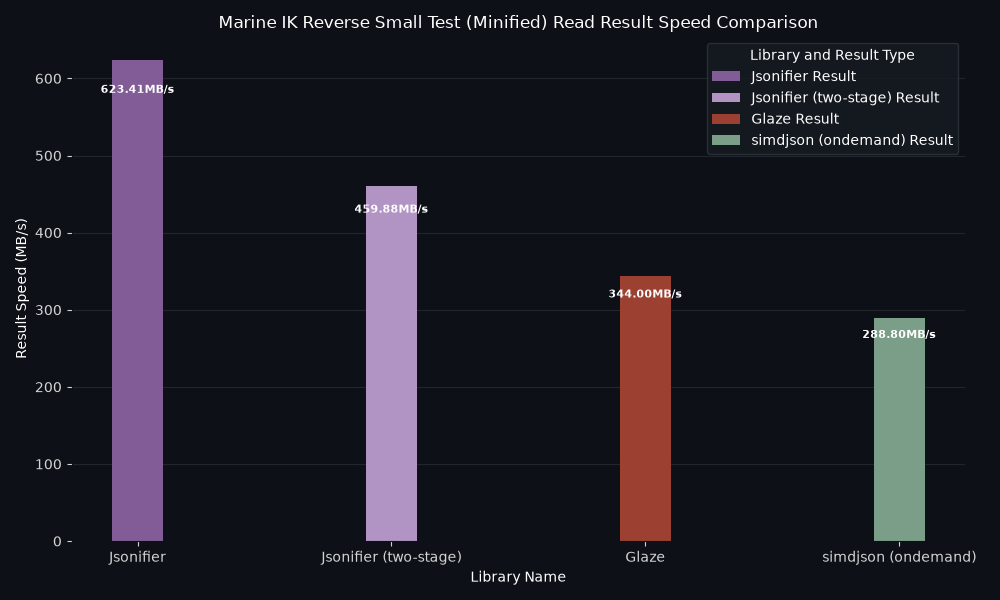 Marine IK Reverse Small Test (Minified) Read Result Speed Comparison
Library and Result Type
Jsonifier Result
Jsonifier (two-stage) Result
Glaze Result
simdjson (ondemand) Result
Result Speed (MB/s)
600
500
400
300
200
100
0
623.41MB/s
459.88MB/s
344.00MB/s
288.80MB/s
Jsonifier
Jsonifier (two-stage)
Glaze
simdjson (ondemand)
Library Name